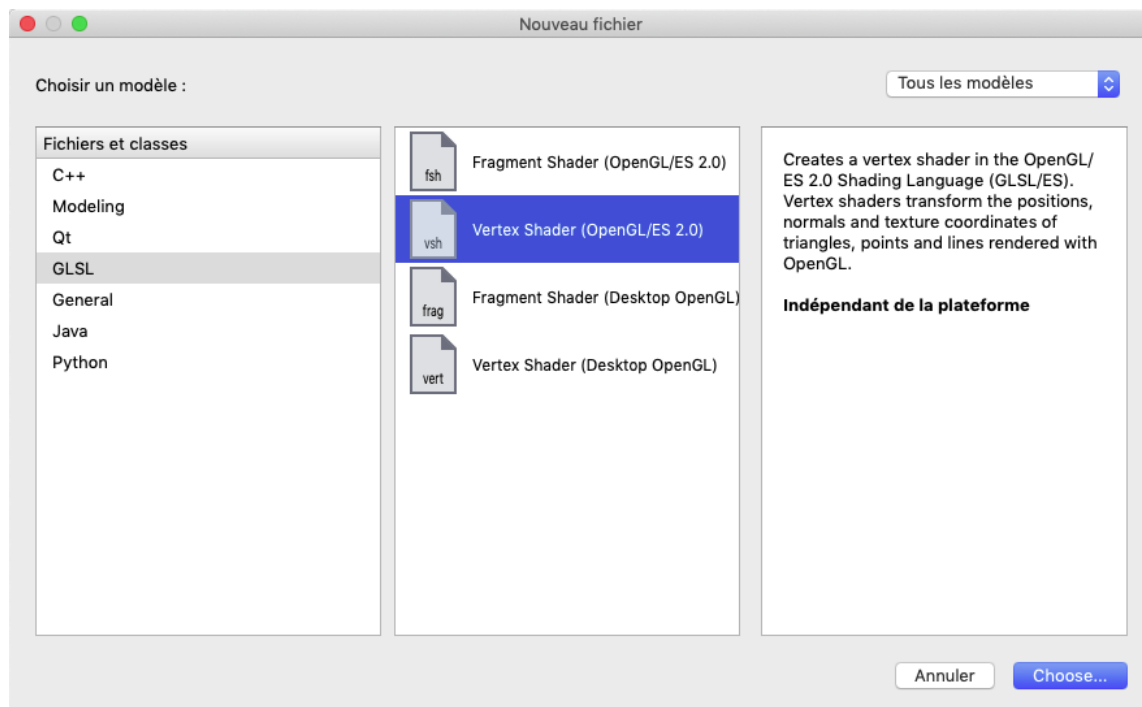 Nouveau fichier
Choisir un modèle :
Tous les modèles
Fichiers et classes
C++
Modeling
Qt
GLSL
General
Java
Python
fsh
Fragment Shader (OpenGL/ES 2.0)
vsh
Vertex Shader (OpenGL/ES 2.0)
frag
Fragment Shader (Desktop OpenGL)
vert
Vertex Shader (Desktop OpenGL)
Creates a vertex shader in the OpenGL/
ES 2.0 Shading Language (GLSL/ES).
Vertex shaders transform the positions,
normals and texture coordinates of
triangles, points and lines rendered with
OpenGL.
Indépendant de la plateforme
Annuler
Choose...